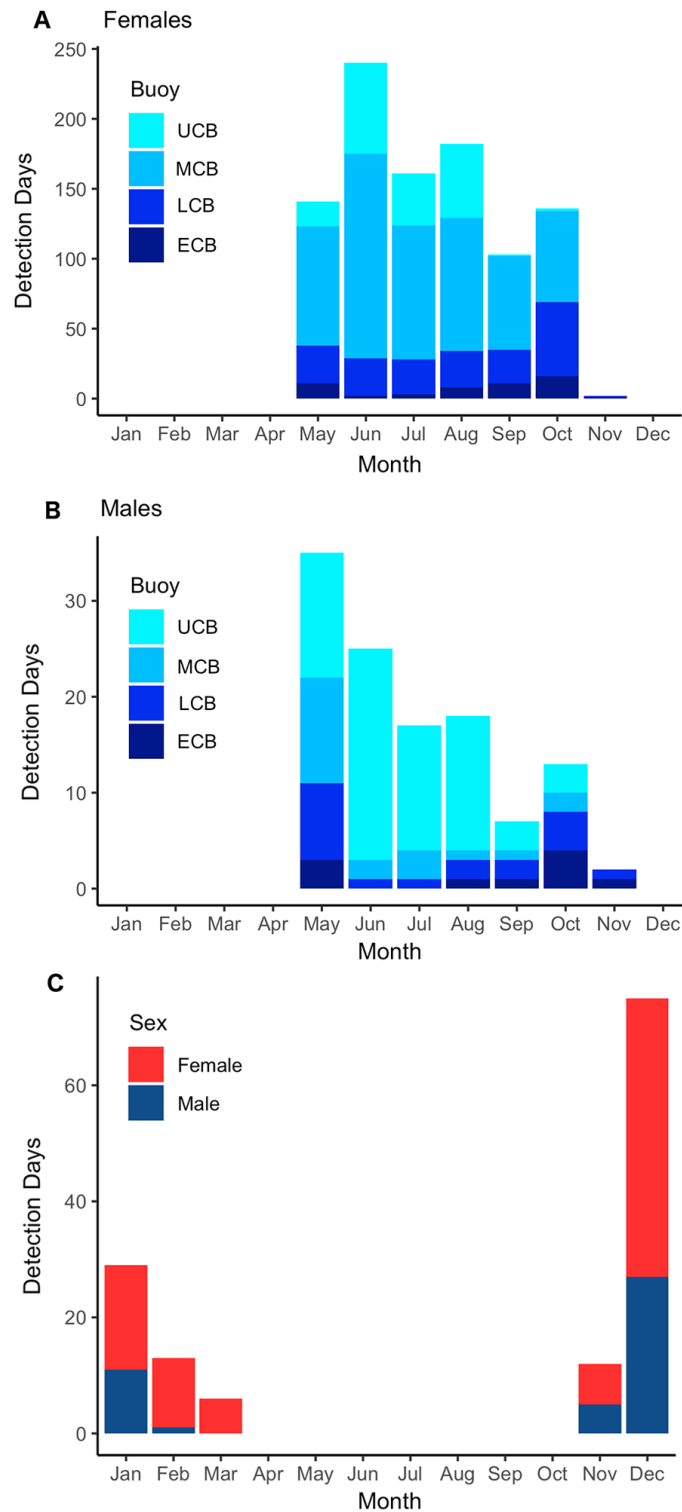 A Females
250
200
150
100
50
0
Detection Days
Buoy
UCB
MCB
LCB
ECB
Jan Feb Mar Apr May Jun Jul Aug Sep Oct Nov Dec
Month
B Males
30
20
10
0
Detection Days
Buoy
UCB
MCB
LCB
ECB
Jan Feb Mar Apr May Jun Jul Aug Sep Oct Nov Dec
Month
C
60
40
20
0
Detection Days
Sex
Female
Male
Jan Feb Mar Apr May Jun Jul Aug Sep Oct Nov Dec
Month